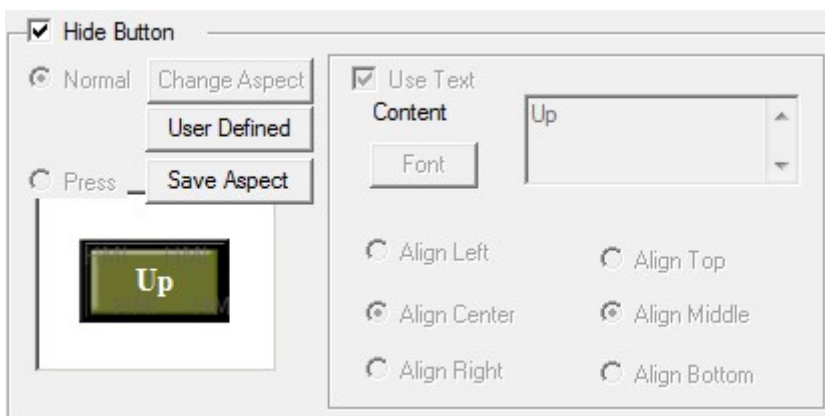 Hide Button
Normal
Change Aspect
User Defined
Press
Save Aspect
Up
Use Text
Content
Up
Font
Align Left
Align Top
Align Center
Align Middle
Align Right
Align Bottom